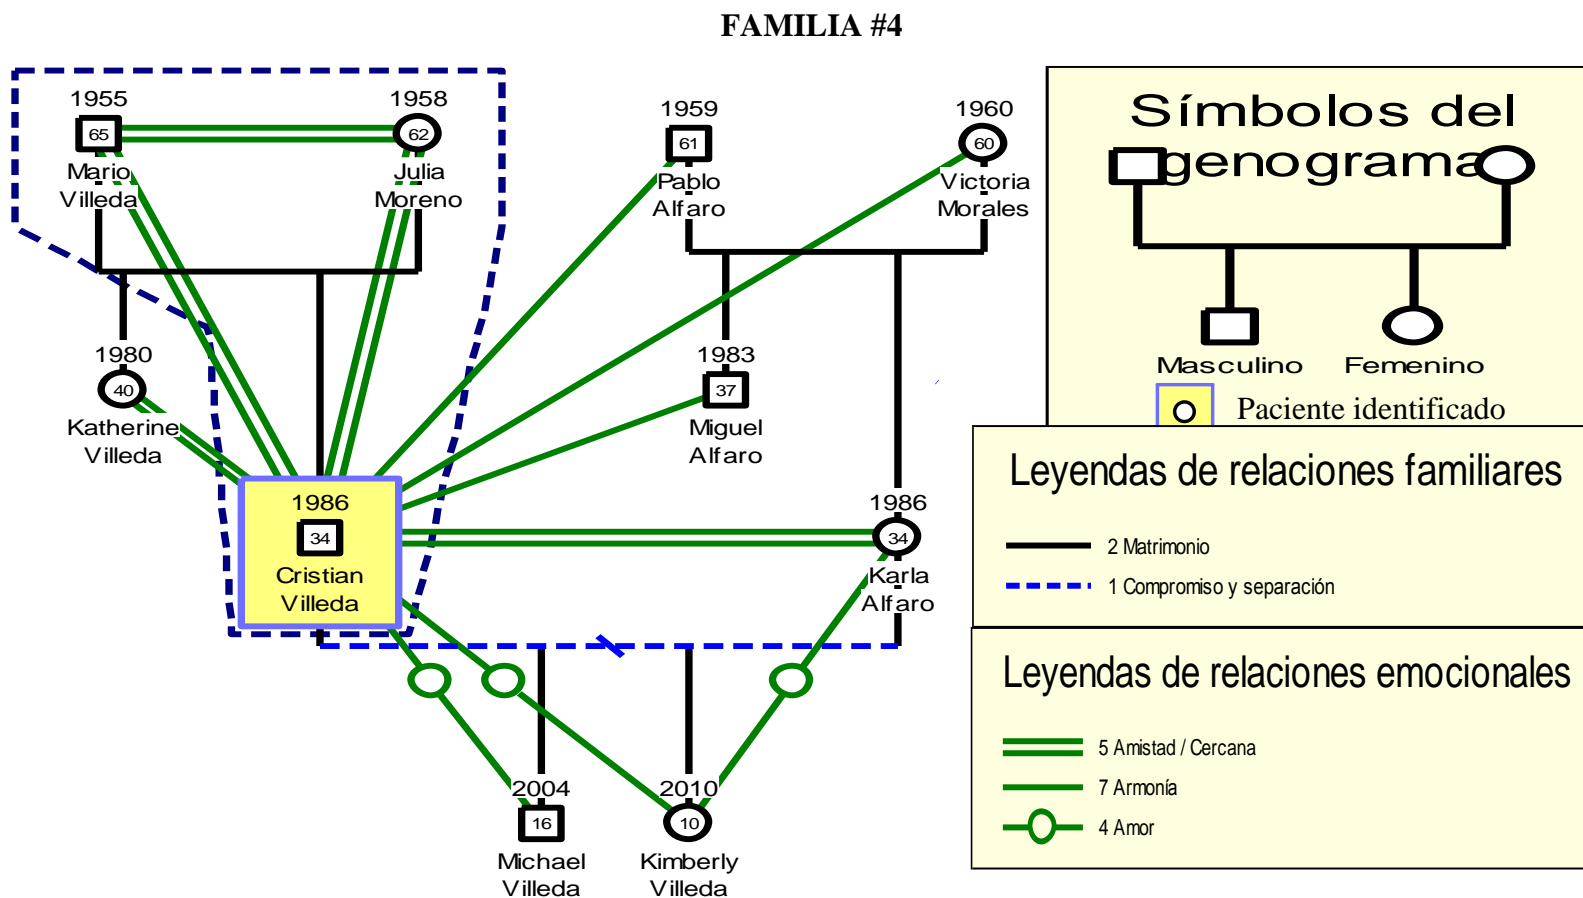 FAMILIA #4
1955
65
Mario
Villeda
1958
62
Julia
Moreno
1959
61
Pablo
Alfaro
1960
60
Victoria
Morales
1980
40
Katherine
Villeda
1983
37
Miguel
Alfaro
1986
34
Cristian
Villeda
1986
34
Karla
Alfaro
2004
16
Michael
Villeda
2010
10
Kimberly
Villeda
Símbolos del
genograma
Masculino
Femenino
Paciente identificado
Leyendas de relaciones familiares
2 Matrimonio
1 Compromiso y separación
Leyendas de relaciones emocionales
5 Amistad / Cercana
7 Armonía
4 Amor